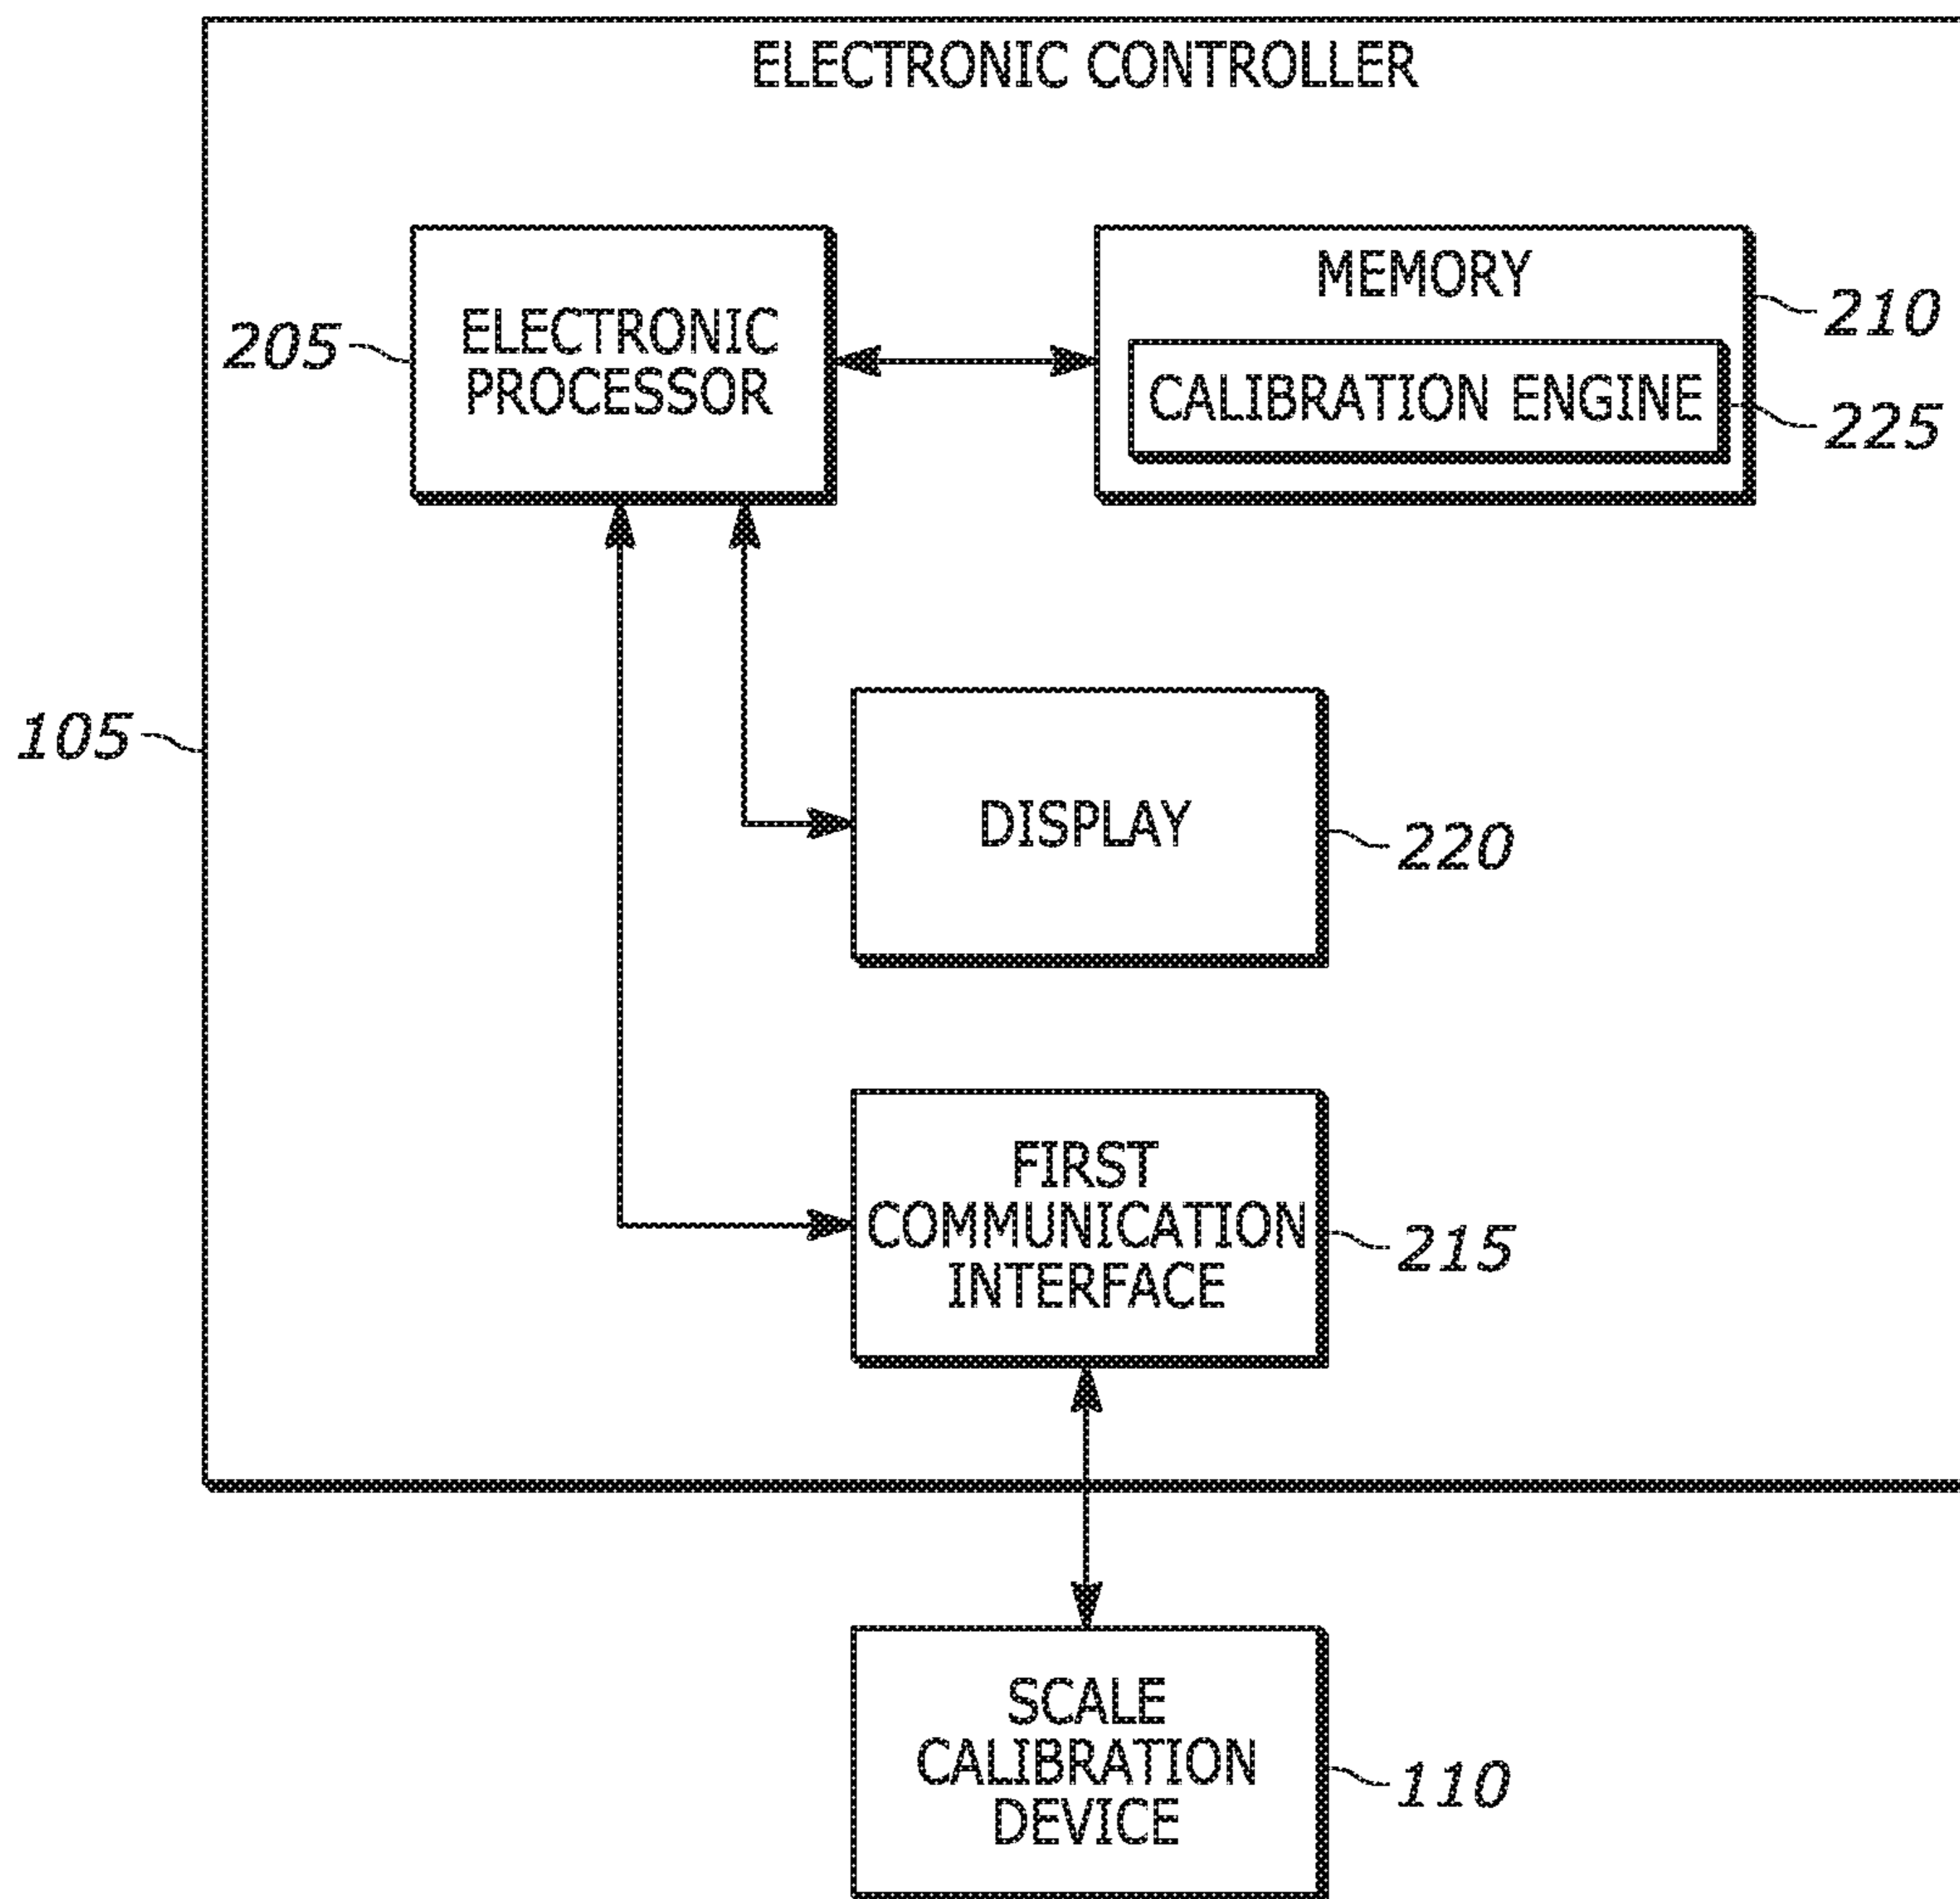 ELECTRONIC CONTROLLER
ELECTRONIC
PROCESSOR
205
MEMORY
210
CALIBRATION ENGINE
225
105
DISPLAY
220
FIRST
COMMUNICATION
INTERFACE
215
SCALE
CALIBRATION
DEVICE
110